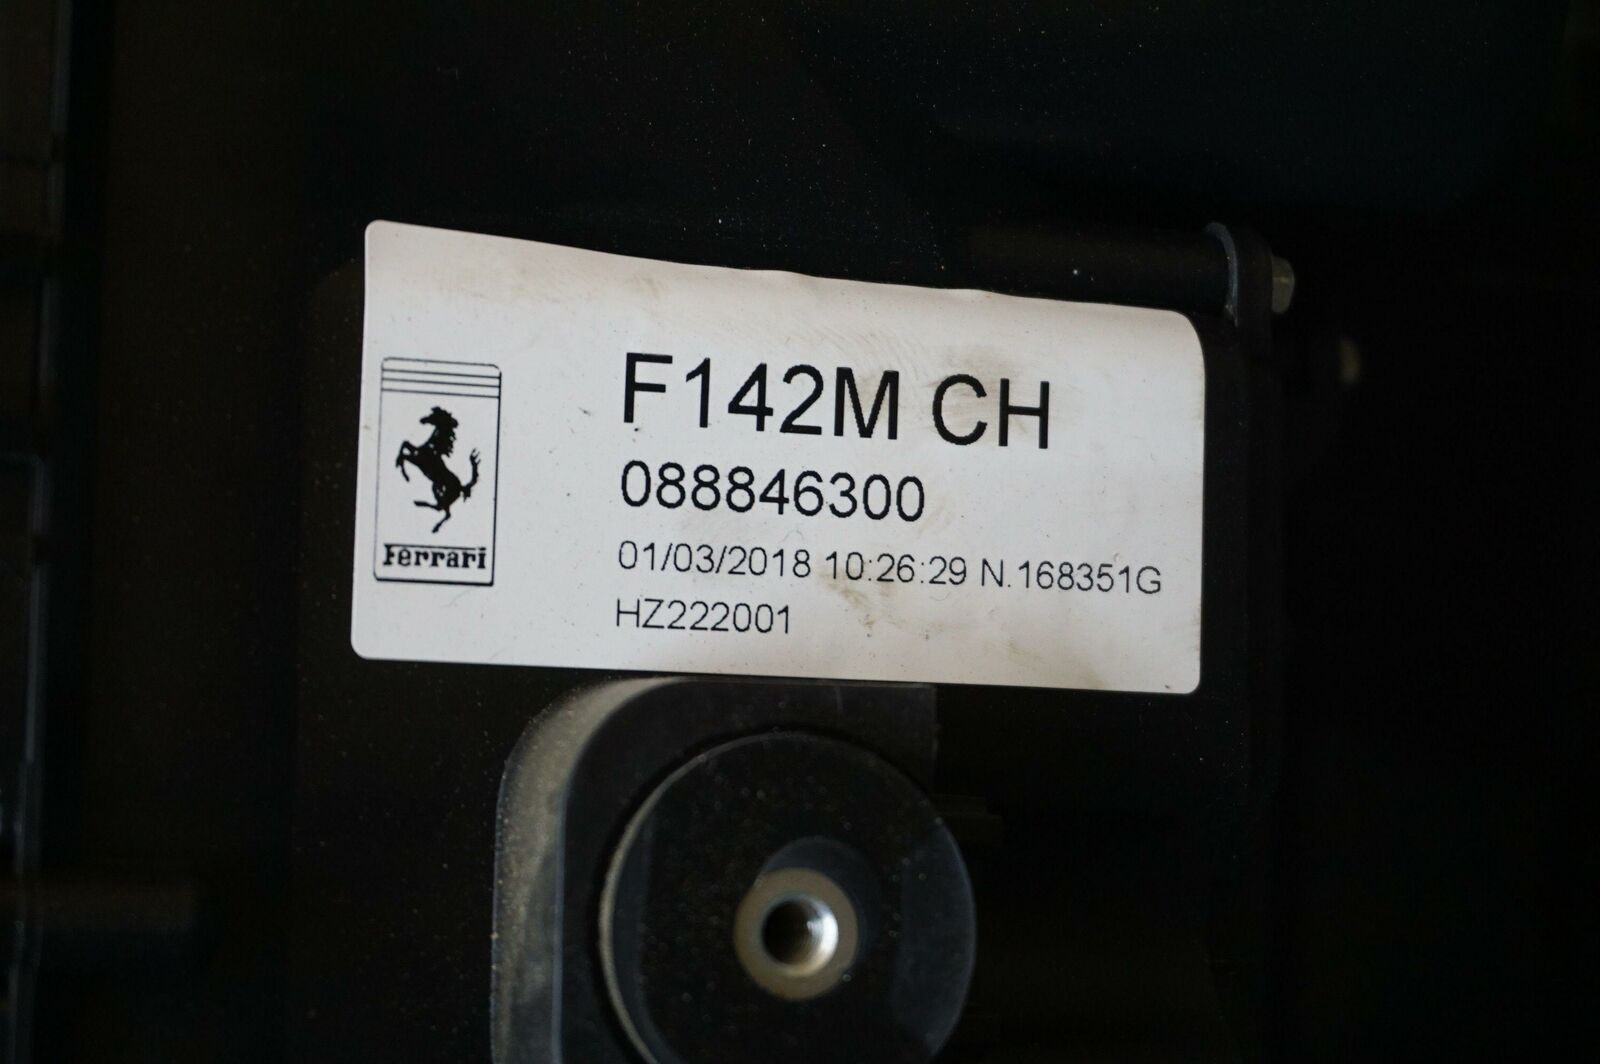 F142M CH
088846300
01/03/2018 10:26:29 N.168351G
HZ222001
Ferrari